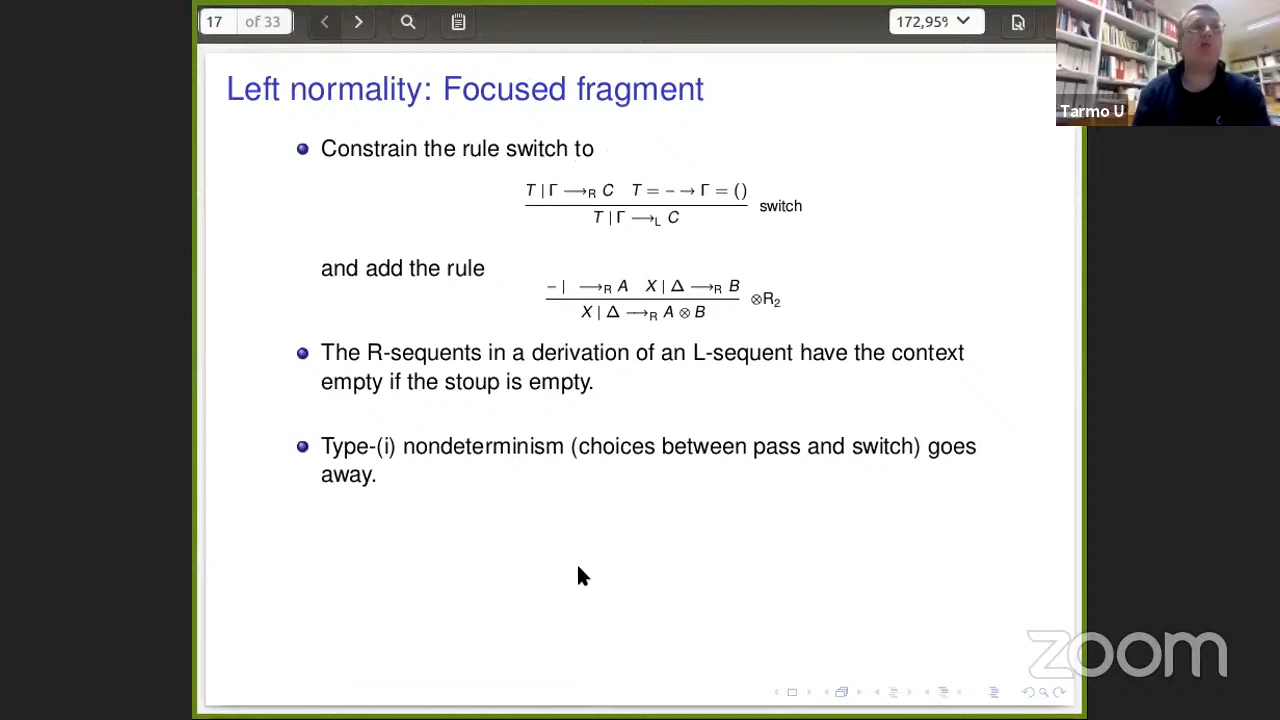 17 of 33
172,95%
Tarmo U
Left normality: Focused fragment
Constrain the rule switch to
T | Γ ⟶R C T = – → Γ = ()
switch
T | Γ ⟶L C
and add the rule
– | ⟶R A X | Δ ⟶R B
⊗R2
X | Δ ⟶R A ⊗ B
The R-sequents in a derivation of an L-sequent have the context
empty if the stoup is empty.
Type-(i) nondeterminism (choices between pass and switch) goes
away.
zoom